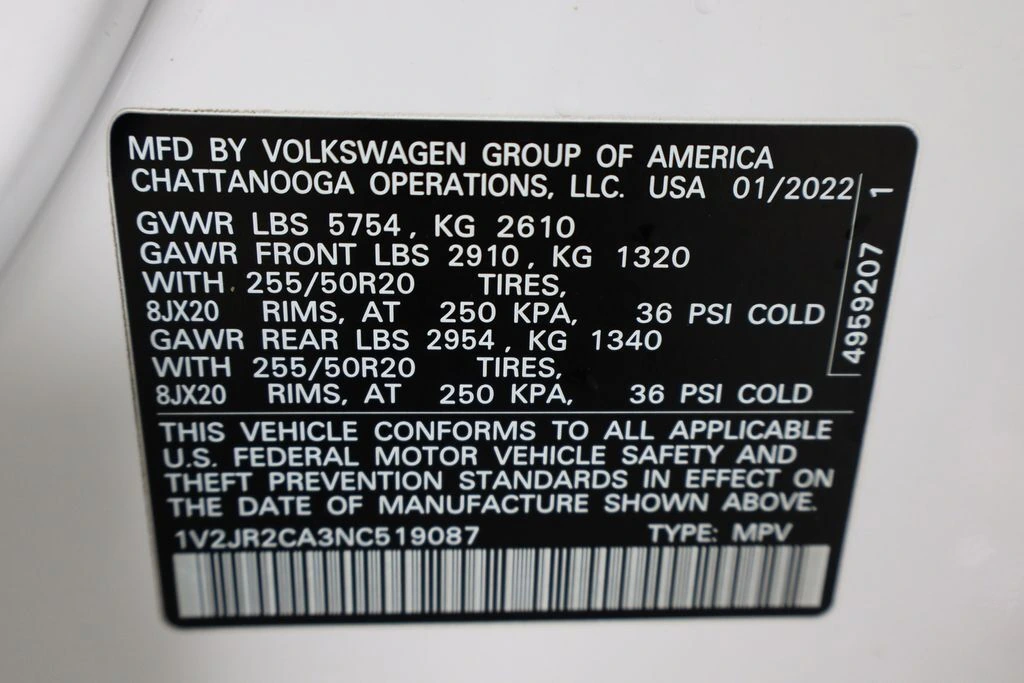 MFD BY VOLKSWAGEN GROUP OF AMERICA
CHATTANOOGA OPERATIONS, LLC. USA 01/2022
GVWR LBS 5754, KG 2610
GAWR FRONT LBS 2910, KG 1320
WITH 255/50R20 TIRES,
8JX20 RIMS, AT 250 KPA, 36 PSI COLD
GAWR REAR LBS 2954, KG 1340
WITH 255/50R20 TIRES,
8JX20 RIMS, AT 250 KPA, 36 PSI COLD
4959207 1
THIS VEHICLE CONFORMS TO ALL APPLICABLE
U.S. FEDERAL MOTOR VEHICLE SAFETY AND
THEFT PREVENTION STANDARDS IN EFFECT ON
THE DATE OF MANUFACTURE SHOWN ABOVE.
1V2JR2CA3NC519087 TYPE: MPV